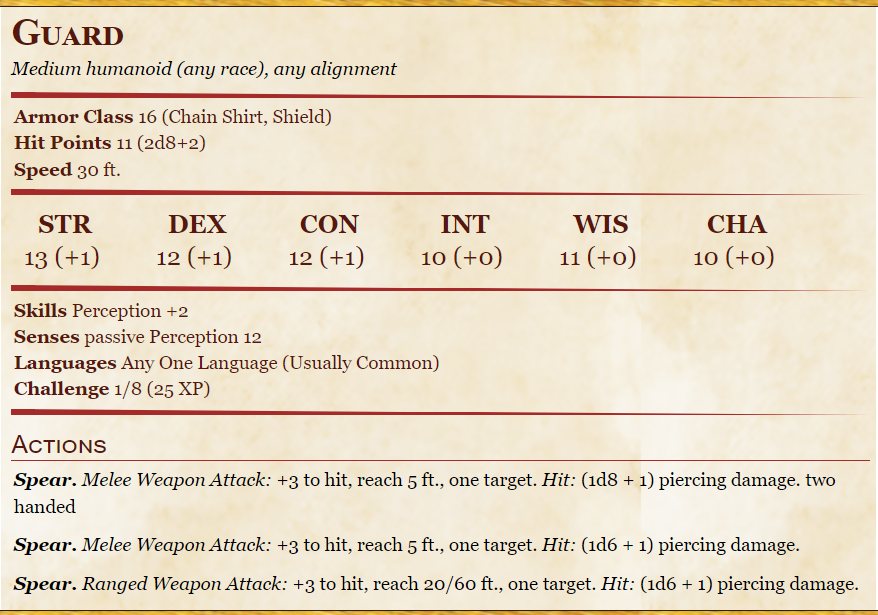 Guard
Medium humanoid (any race), any alignment
Armor Class 16 (Chain Shirt, Shield)
Hit Points 11 (2d8+2)
Speed 30 ft.
STR DEX CON INT WIS CHA
13 (+1) 12 (+1) 12 (+1) 10 (+0) 11 (+0) 10 (+0)
Skills Perception +2
Senses passive Perception 12
Languages Any One Language (Usually Common)
Challenge 1/8 (25 XP)
Actions
Spear. Melee Weapon Attack: +3 to hit, reach 5 ft., one target. Hit: (1d8 + 1) piercing damage. two
handed
Spear. Melee Weapon Attack: +3 to hit, reach 5 ft., one target. Hit: (1d6 + 1) piercing damage.
Spear. Ranged Weapon Attack: +3 to hit, reach 20/60 ft., one target. Hit: (1d6 + 1) piercing damage.